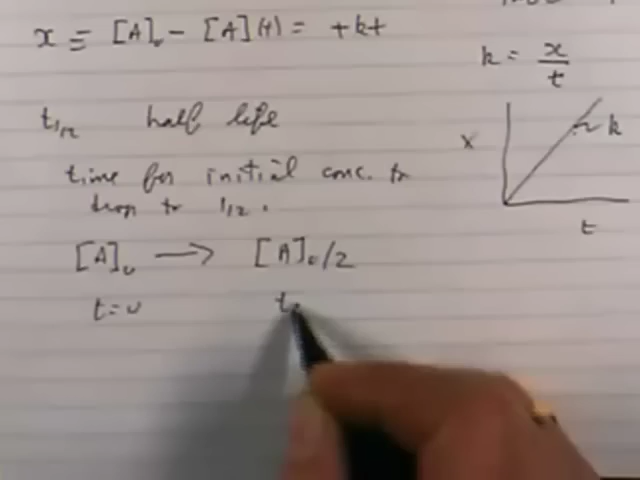 x ≡ [A]₀ - [A](t) = +kt
k = x/t
t₁/₂ half life
x
k
t
time for initial conc. to
drop to 1/2.
[A]₀ → [A]₀/2
t=0
t